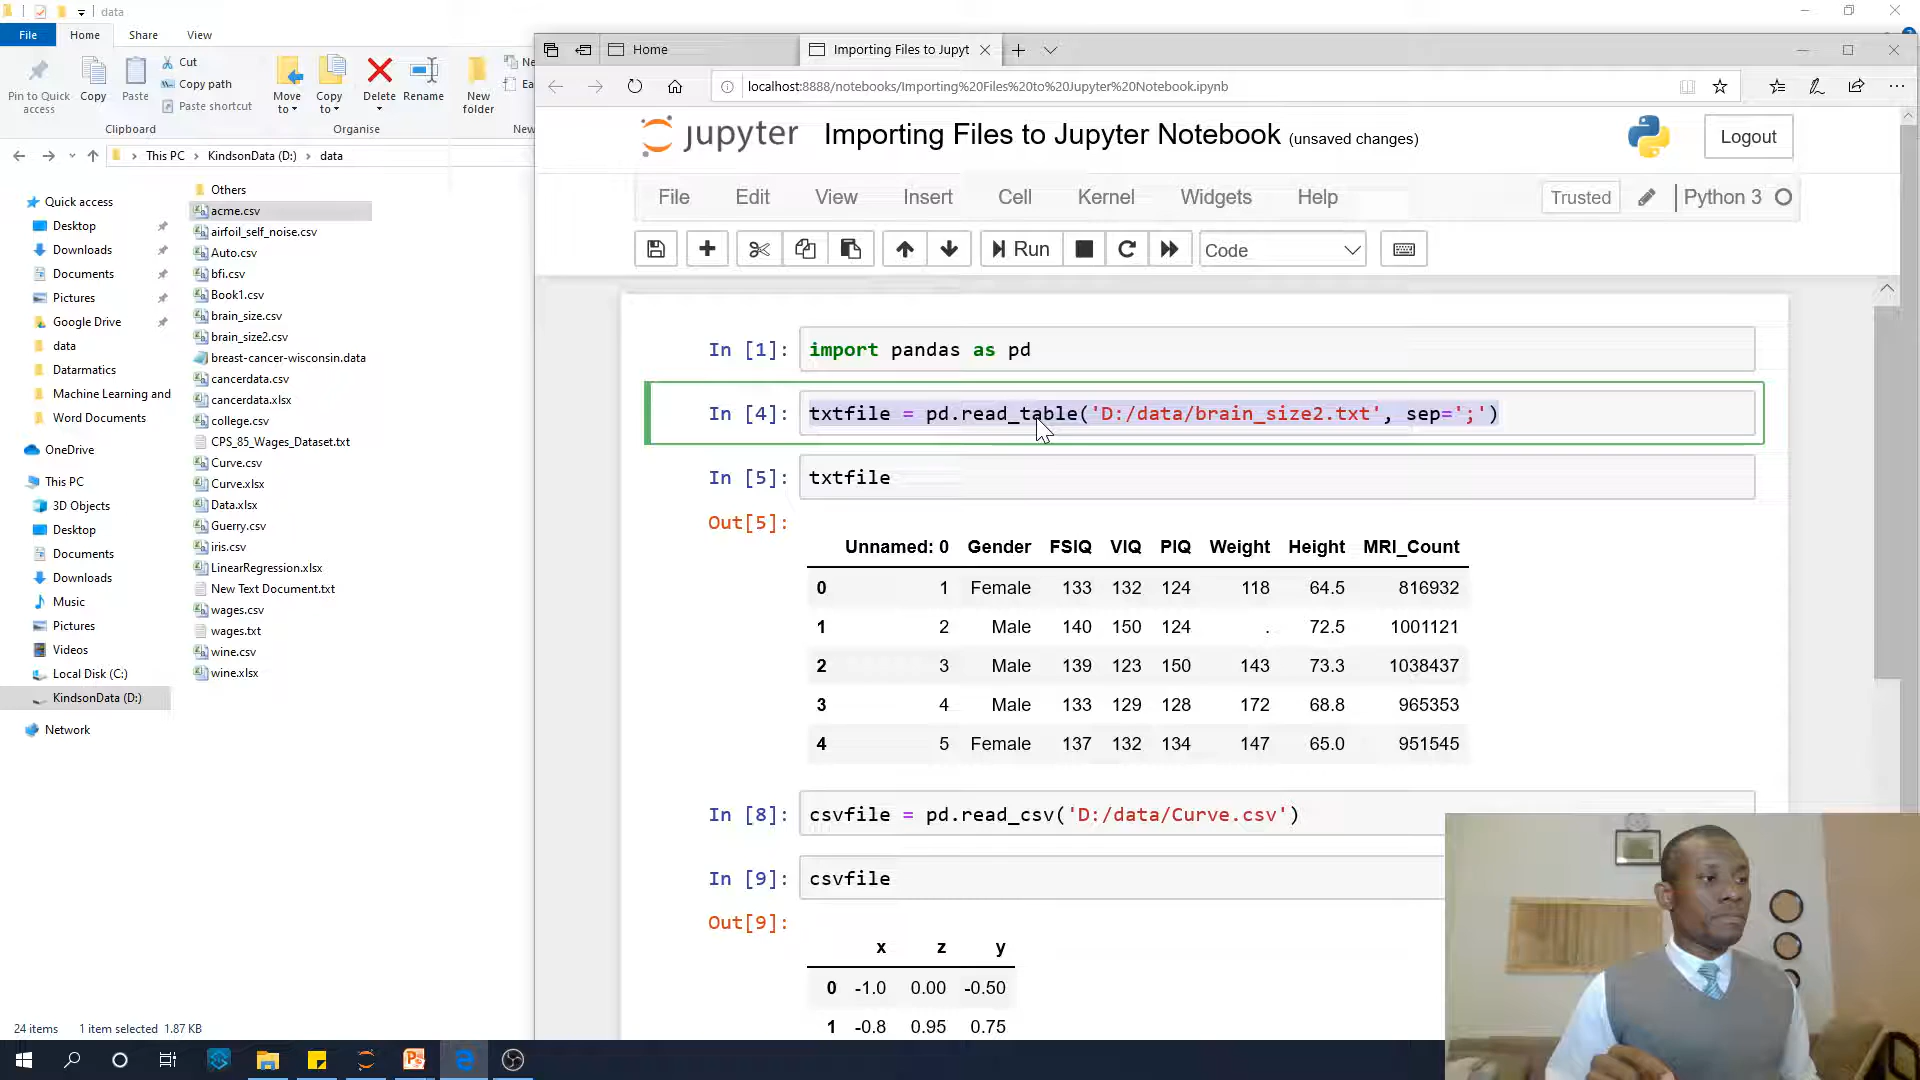 data
File Home Share View
Pin to Quick access
Copy
Paste
Cut
Copy path
Paste shortcut
Clipboard
Move to
Copy to
Delete
Rename
Organise
New folder
New
This PC > KindsonData (D:) > data
Quick access
Desktop
Downloads
Documents
Pictures
Google Drive
data
Datarmatics
Machine Learning and
Word Documents
OneDrive
This PC
3D Objects
Desktop
Documents
Downloads
Music
Pictures
Videos
Local Disk (C:)
KindsonData (D:)
Network
Others
acme.csv
airfoil_self_noise.csv
Auto.csv
bfi.csv
Book1.csv
brain_size.csv
brain_size2.csv
breast-cancer-wisconsin.data
cancerdata.csv
cancerdata.xlsx
college.csv
CPS_85_Wages_Dataset.txt
Curve.csv
Curve.xlsx
Data.xlsx
Guerry.csv
iris.csv
LinearRegression.xlsx
New Text Document.txt
wages.csv
wages.txt
wine.csv
wine.xlsx
24 items 1 item selected 1.87 KB
Home
Importing Files to Jupyt
localhost:8888/notebooks/Importing%20Files%20to%20Jupyter%20Notebook.ipynb
jupyter Importing Files to Jupyter Notebook (unsaved changes)
Logout
File Edit View Insert Cell Kernel Widgets Help
Trusted Python 3
Run
Code
In [1]: import pandas as pd
In [4]: txtfile = pd.read_table('D:/data/brain_size2.txt', sep=';')
In [5]: txtfile
Out[5]:
Unnamed: 0 Gender FSIQ VIQ PIQ Weight Height MRI_Count
0 1 Female 133 132 124 118 64.5 816932
1 2 Male 140 150 124 . 72.5 1001121
2 3 Male 139 123 150 143 73.3 1038437
3 4 Male 133 129 128 172 68.8 965353
4 5 Female 137 132 134 147 65.0 951545
In [8]: csvfile = pd.read_csv('D:/data/Curve.csv')
In [9]: csvfile
Out[9]:
x z y
0 -1.0 0.00 -0.50
1 -0.8 0.95 0.75